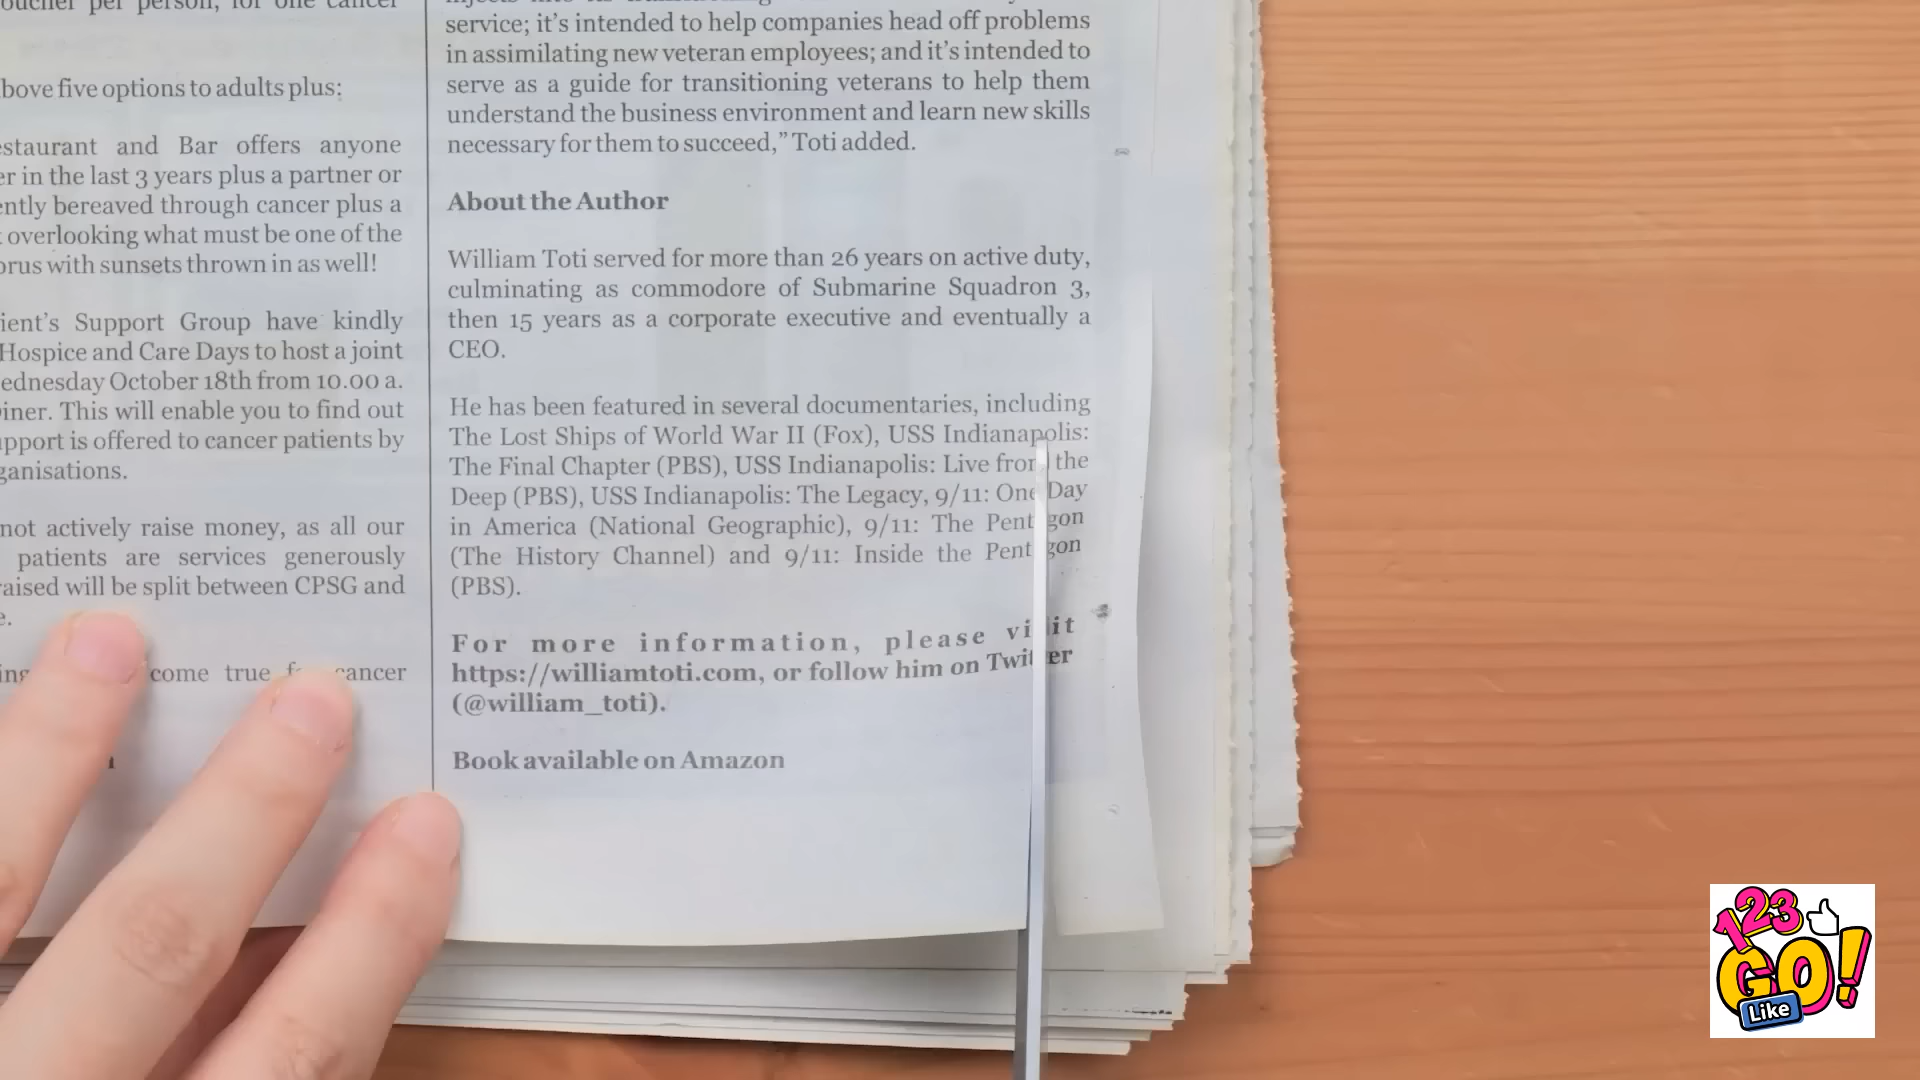 oucher per person, for one cancer
bove five options to adults plus:
estaurant and Bar offers anyone
er in the last 3 years plus a partner or
ently bereaved through cancer plus a
t overlooking what must be one of the
orus with sunsets thrown in as well!
ient's Support Group have kindly
Hospice and Care Days to host a joint
ednesday October 18th from 10.00 a.
iner. This will enable you to find out
upport is offered to cancer patients by
ganisations.
not actively raise money, as all our
patients are services generously
raised will be split between CPSG and
e.
come true cancer
service; it's intended to help companies head off problems
in assimilating new veteran employees; and it's intended to
serve as a guide for transitioning veterans to help them
understand the business environment and learn new skills
necessary for them to succeed," Toti added.
About the Author
William Toti served for more than 26 years on active duty,
culminating as commodore of Submarine Squadron 3,
then 15 years as a corporate executive and eventually a
CEO.
He has been featured in several documentaries, including
The Lost Ships of World War II (Fox), USS Indianapolis:
The Final Chapter (PBS), USS Indianapolis: Live from the
Deep (PBS), USS Indianapolis: The Legacy, 9/11: One Day
in America (National Geographic), 9/11: The Pentagon
(The History Channel) and 9/11: Inside the Pentagon
(PBS).
For more information, please visit
https://williamtoti.com, or follow him on Twitter
(@william_toti).
Book available on Amazon
123
GO!
Like